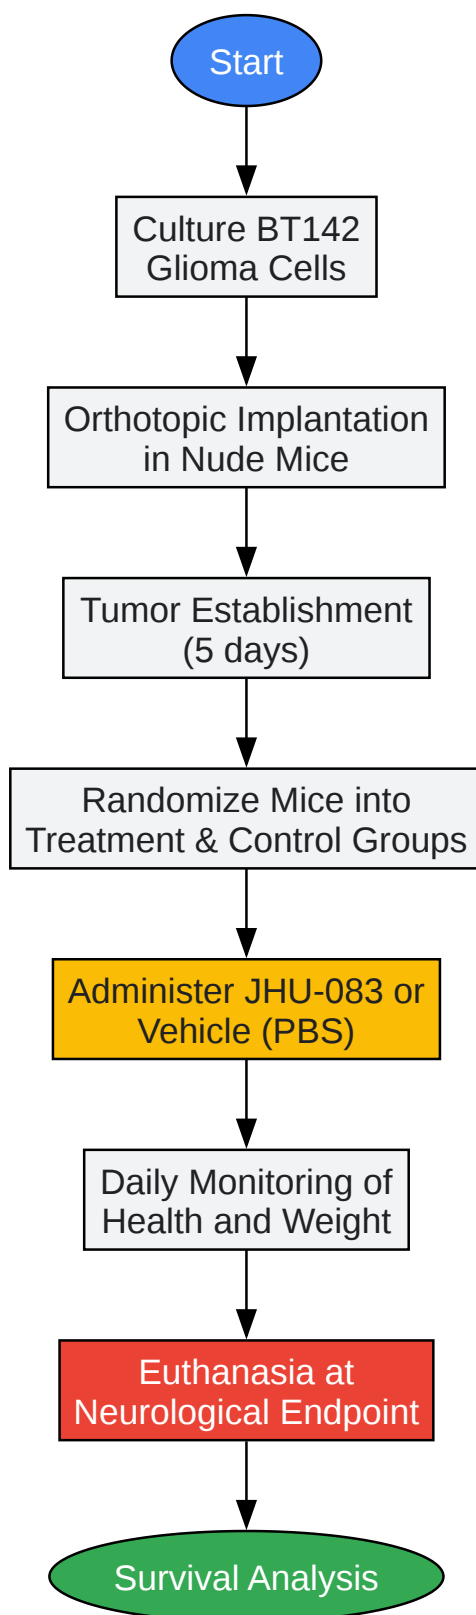 Start
Culture BT142
Glioma Cells
Orthotopic Implantation
in Nude Mice
Tumor Establishment
(5 days)
Randomize Mice into
Treatment & Control Groups
Administer JHU-083 or
Vehicle (PBS)
Daily Monitoring of
Health and Weight
Euthanasia at
Neurological Endpoint
Survival Analysis